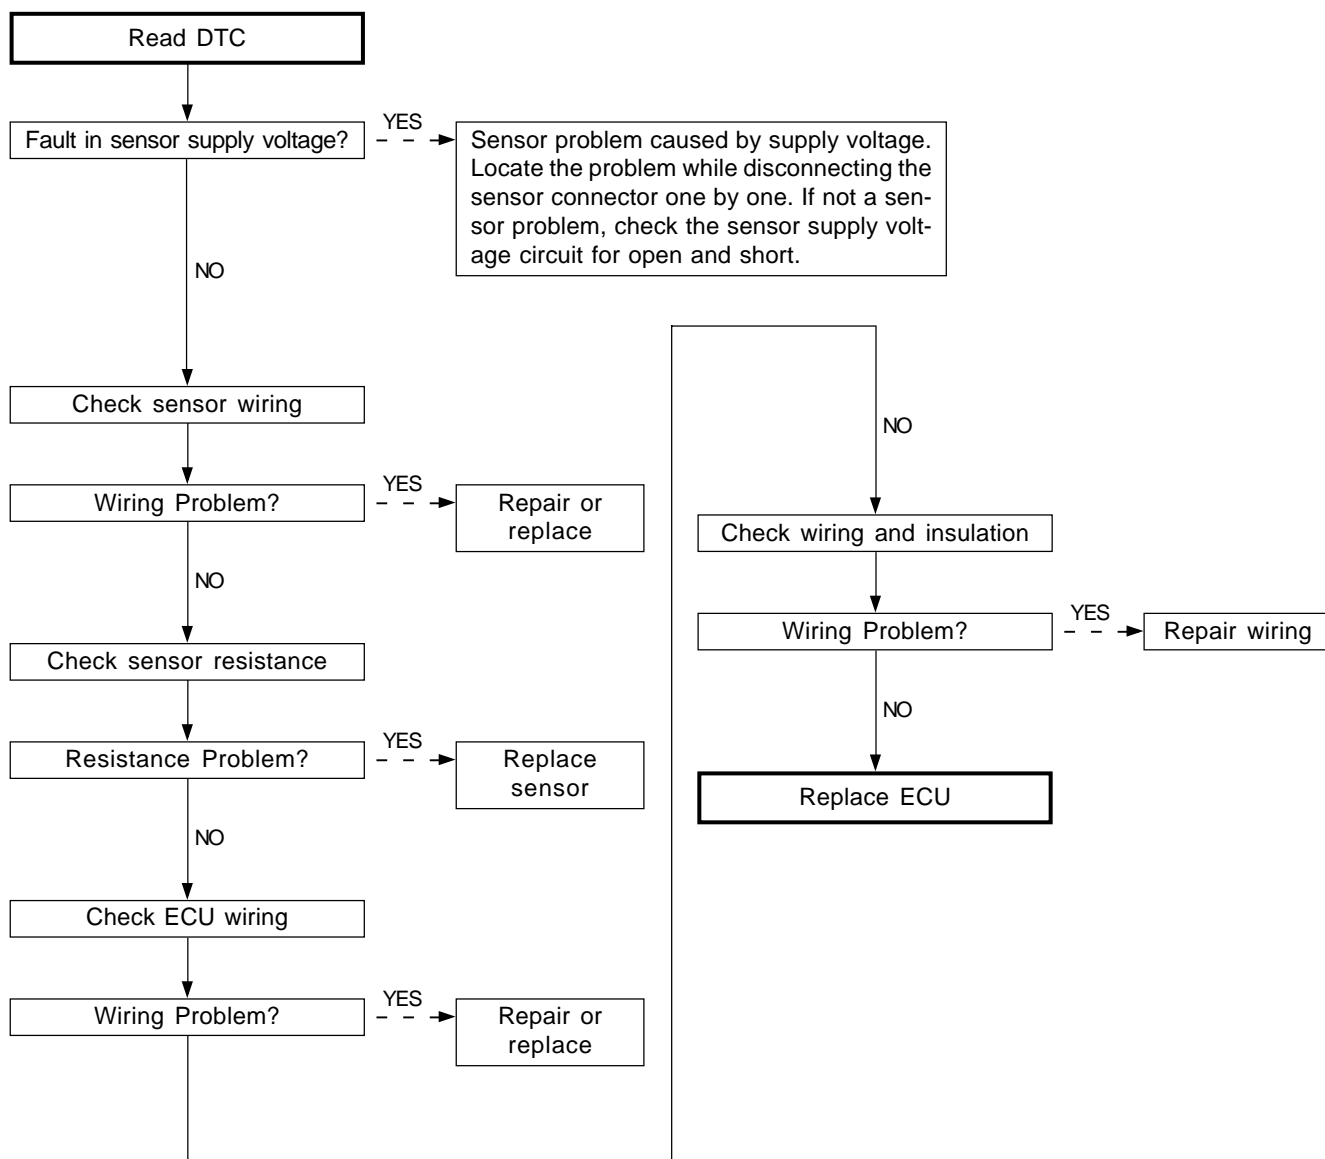 Read DTC
Fault in sensor supply voltage?
YES
Sensor problem caused by supply voltage.
Locate the problem while disconnecting the
sensor connector one by one. If not a sen-
sor problem, check the sensor supply volt-
age circuit for open and short.
NO
Check sensor wiring
Wiring Problem?
YES
Repair or
replace
NO
Check sensor resistance
Resistance Problem?
YES
Replace
sensor
NO
Check ECU wiring
Wiring Problem?
YES
Repair or
replace
NO
Check wiring and insulation
Wiring Problem?
YES
Repair wiring
NO
Replace ECU